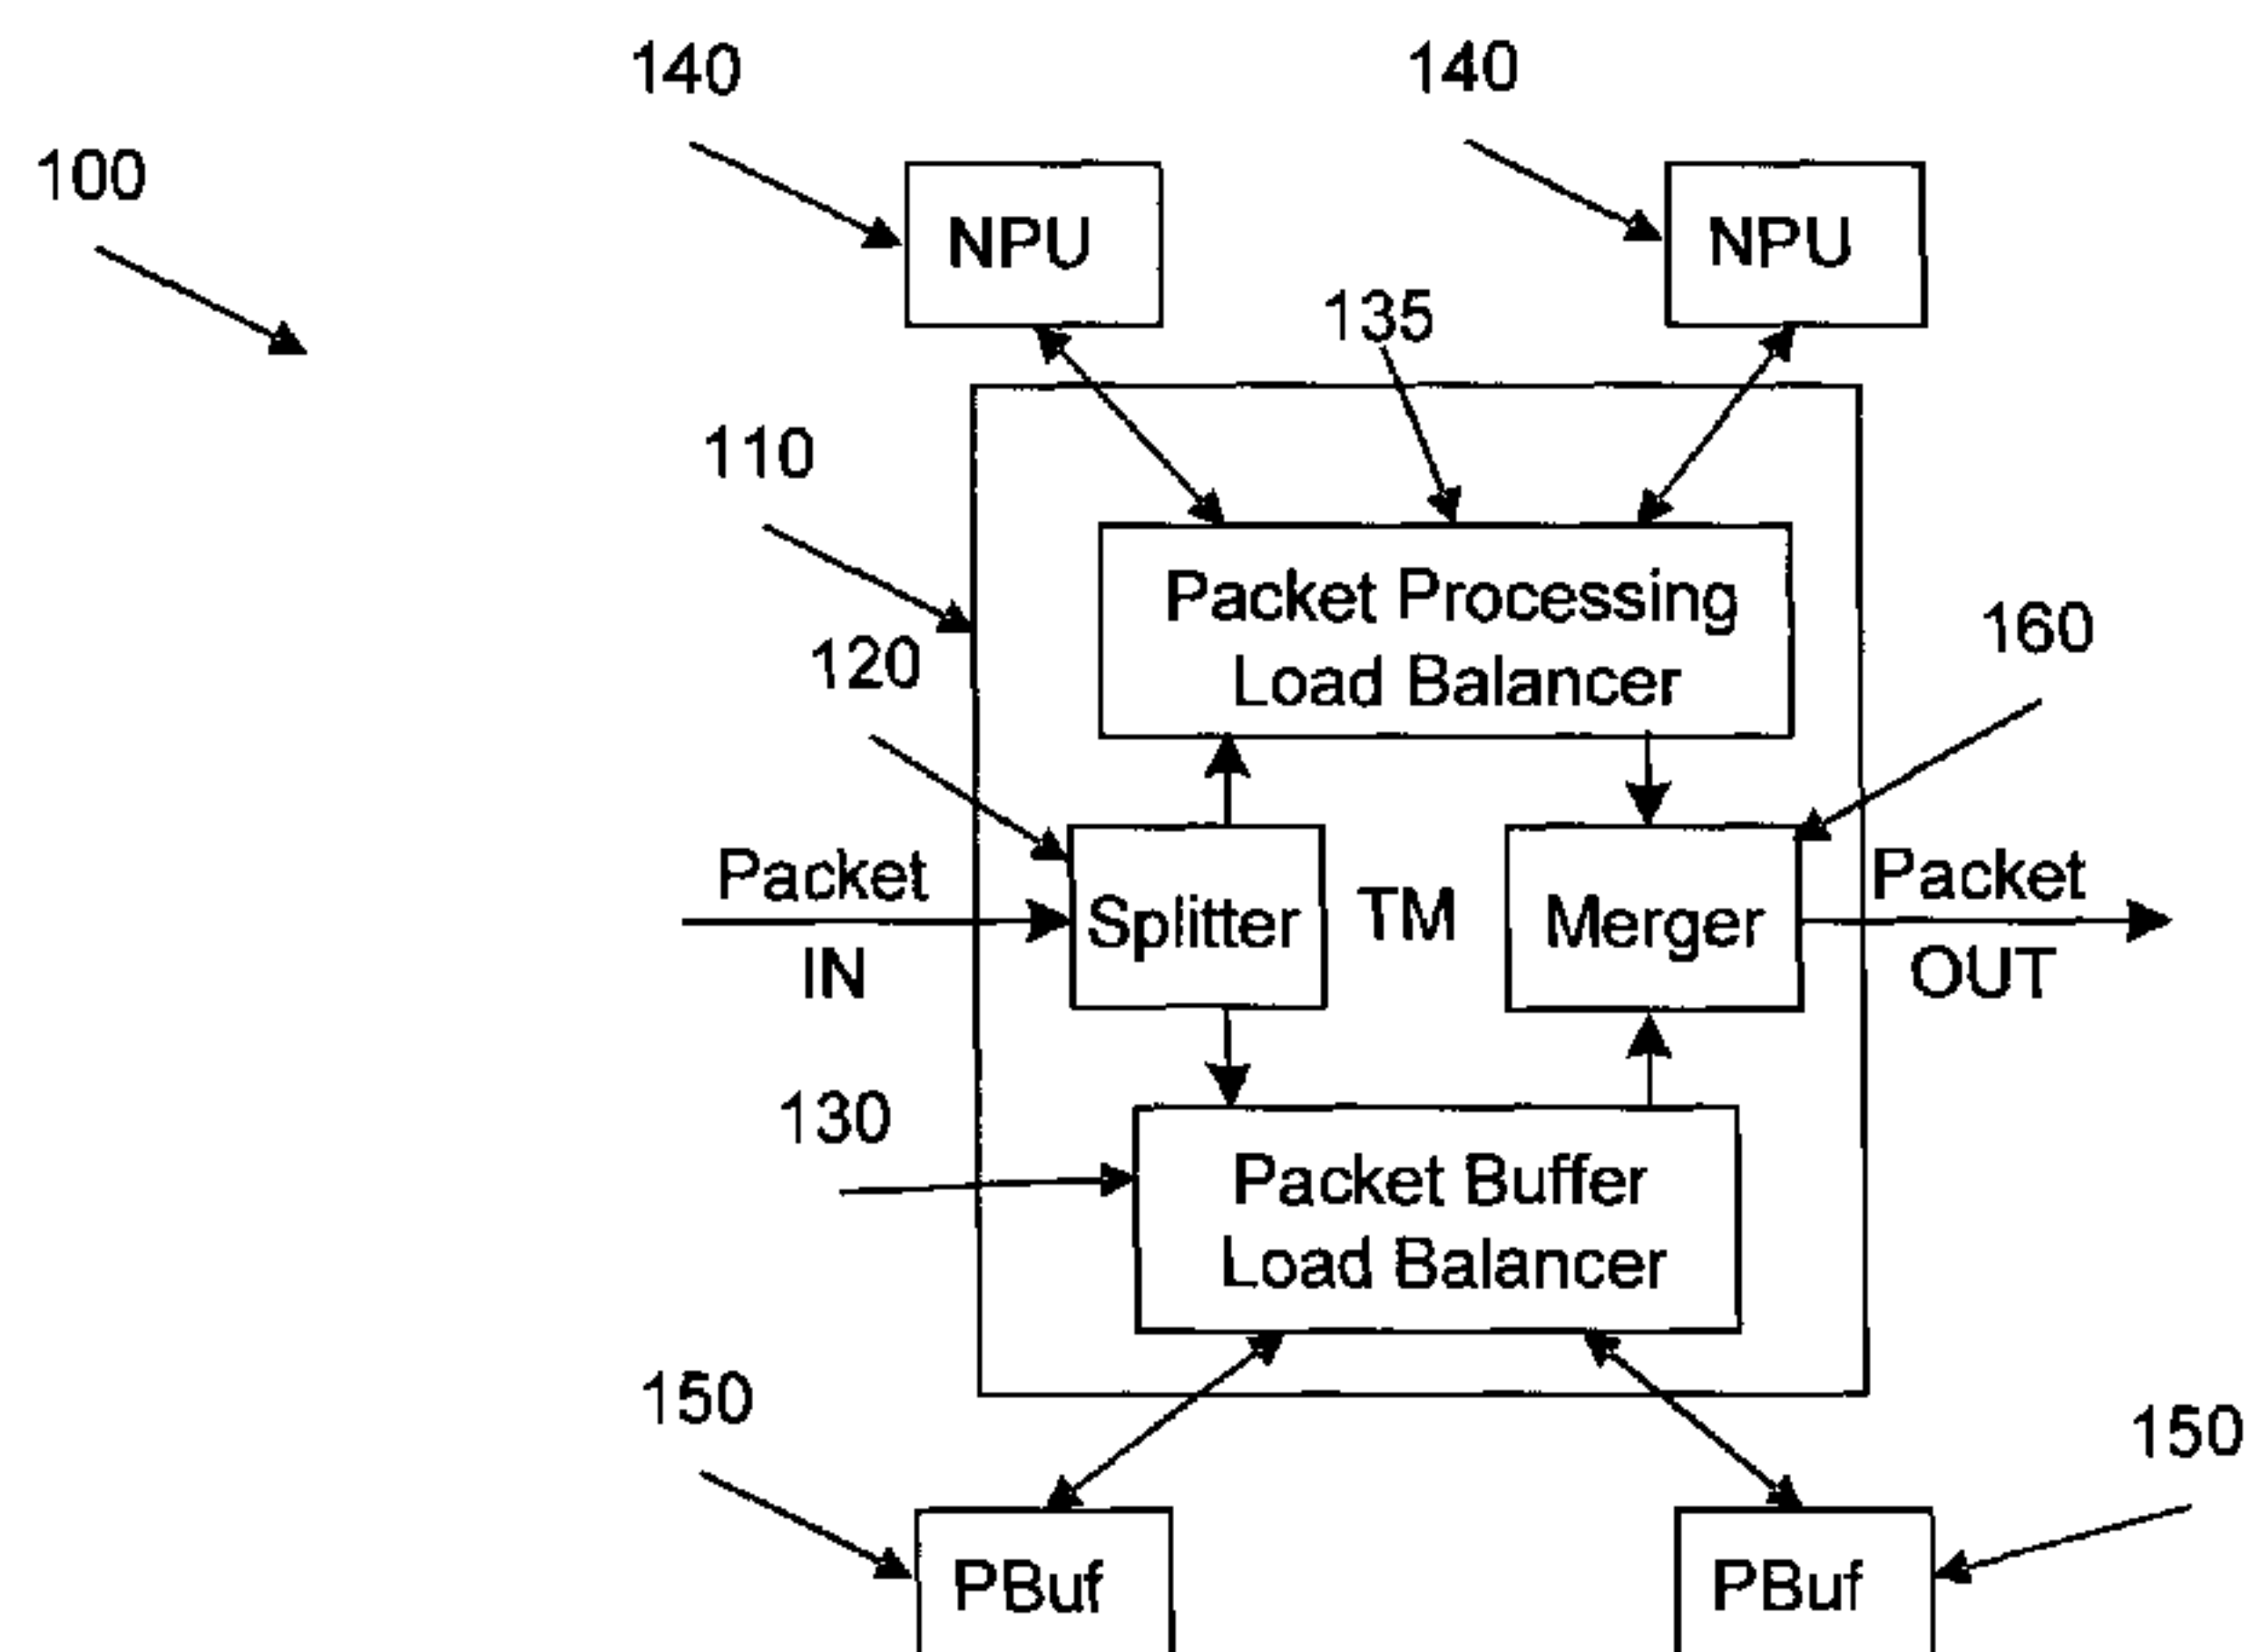 140
140
100
NPU
NPU
135
110
Packet Processing
Load Balancer
160
120
Packet
IN
Splitter
TM
Merger
Packet
OUT
130
Packet Buffer
Load Balancer
150
150
PBuf
PBuf